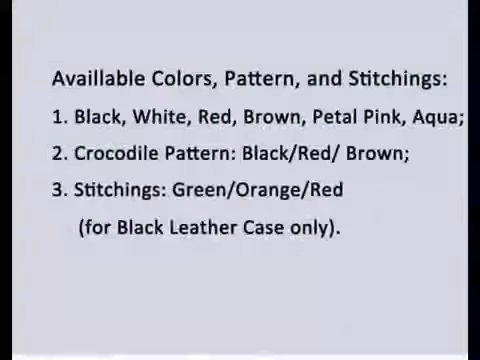 Availlable Colors, Pattern, and Stitchings:
1. Black, White, Red, Brown, Petal Pink, Aqua;
2. Crocodile Pattern: Black/Red/ Brown;
3. Stitchings: Green/Orange/Red
(for Black Leather Case only).